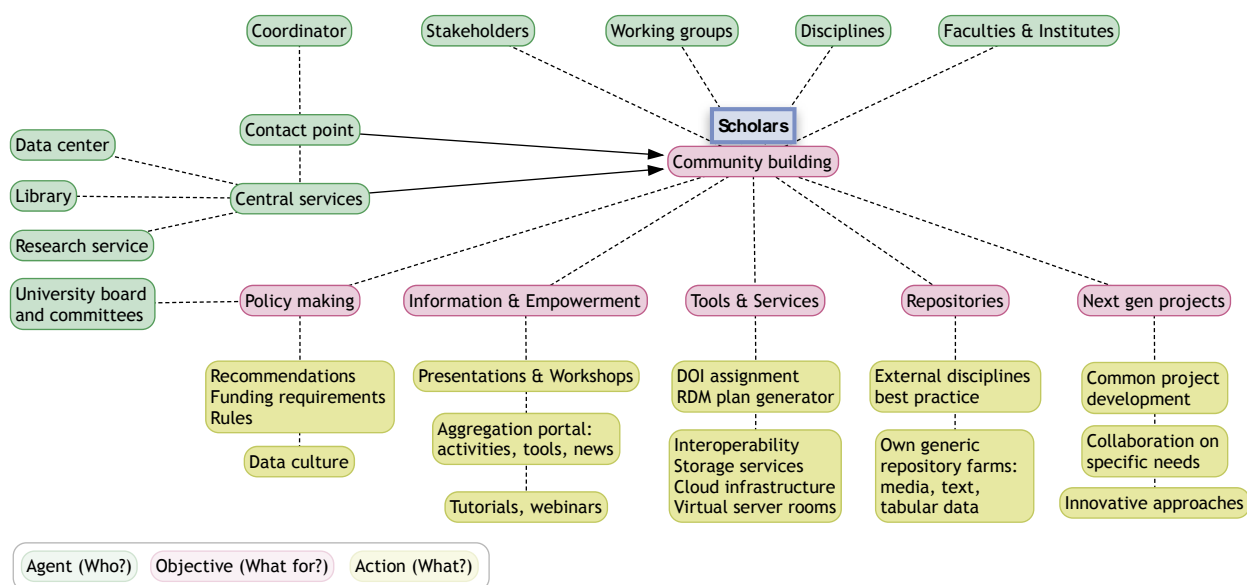 Coordinator
Stakeholders
Working groups
Disciplines
Faculties & Institutes
Scholars
Contact point
Community building
Data center
Library
Central services
Research service
University board
and committees
Policy making
Information & Empowerment
Tools & Services
Repositories
Next gen projects
Recommendations
Funding requirements
Rules
Data culture
Presentations & Workshops
Aggregation portal:
activities, tools, news
Tutorials, webinars
DOI assignment
RDM plan generator
Interoperability
Storage services
Cloud infrastructure
Virtual server rooms
External disciplines
best practice
Own generic
repository farms:
media, text,
tabular data
Common project
development
Collaboration on
specific needs
Innovative approaches
Agent (Who?)
Objective (What for?)
Action (What?)